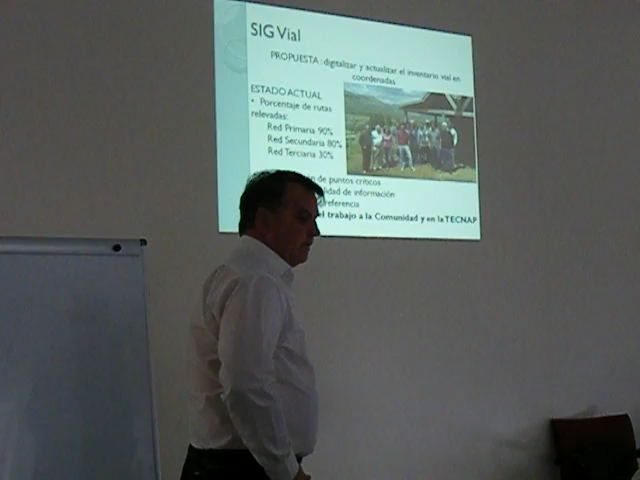 SIG Vial
PROPUESTA : digitalizar y actualizar el inventario vial en
coordenadas
ESTADO ACTUAL
• Porcentaje de rutas
relevadas:
Red Primaria 90%
Red Secundaria 80%
Red Terciaria 30%
de puntos críticos
de información
el trabajo a la Comunidad y en la TECNAP